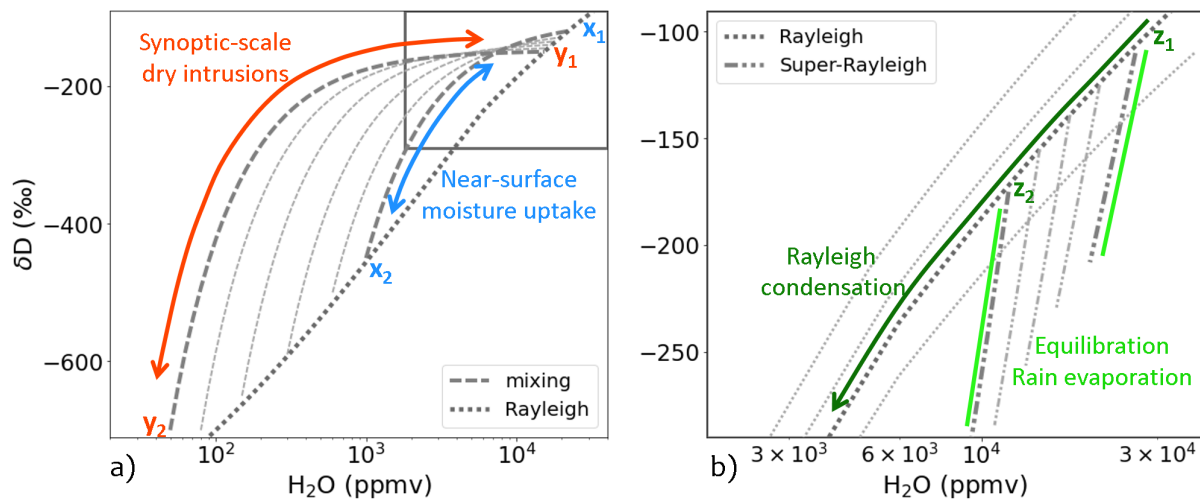 Synoptic-scale
dry intrusions
x1
y1
Near-surface
moisture uptake
x2
y2
mixing
Rayleigh
−200
−400
−600
δD (‰)
10²
10³
10⁴
H₂O (ppmv)
a)
Rayleigh
Super-Rayleigh
z1
z2
Rayleigh
condensation
Equilibration
Rain evaporation
−100
−150
−200
−250
3 × 10³
6 × 10³
10⁴
3 × 10⁴
H₂O (ppmv)
b)